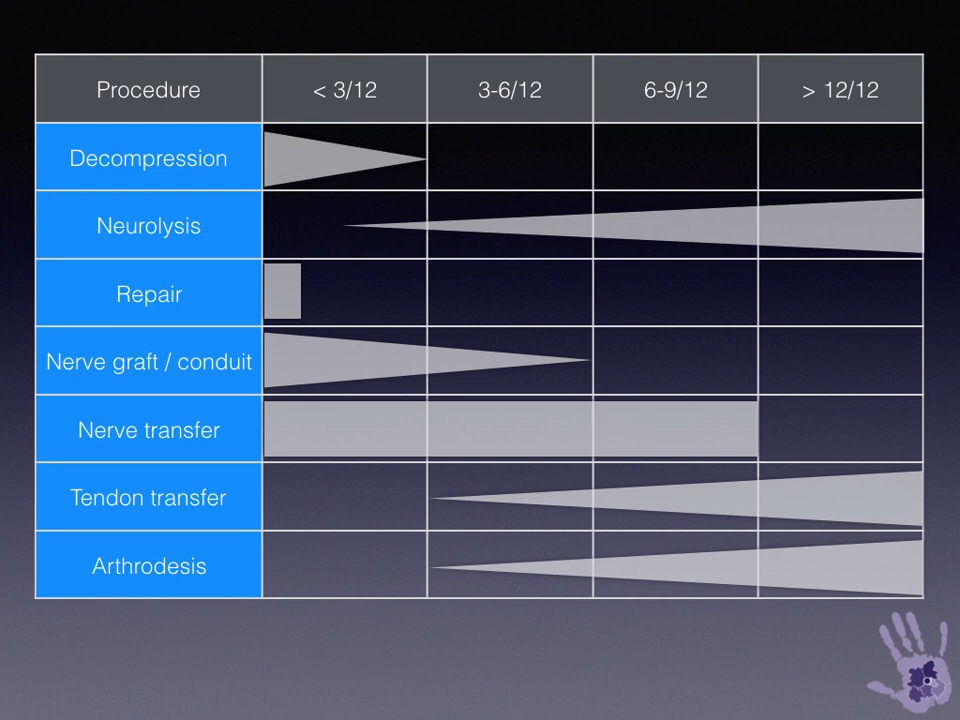 Procedure < 3/12 3-6/12 6-9/12 > 12/12
Decompression
Neurolysis
Repair
Nerve graft / conduit
Nerve transfer
Tendon transfer
Arthrodesis